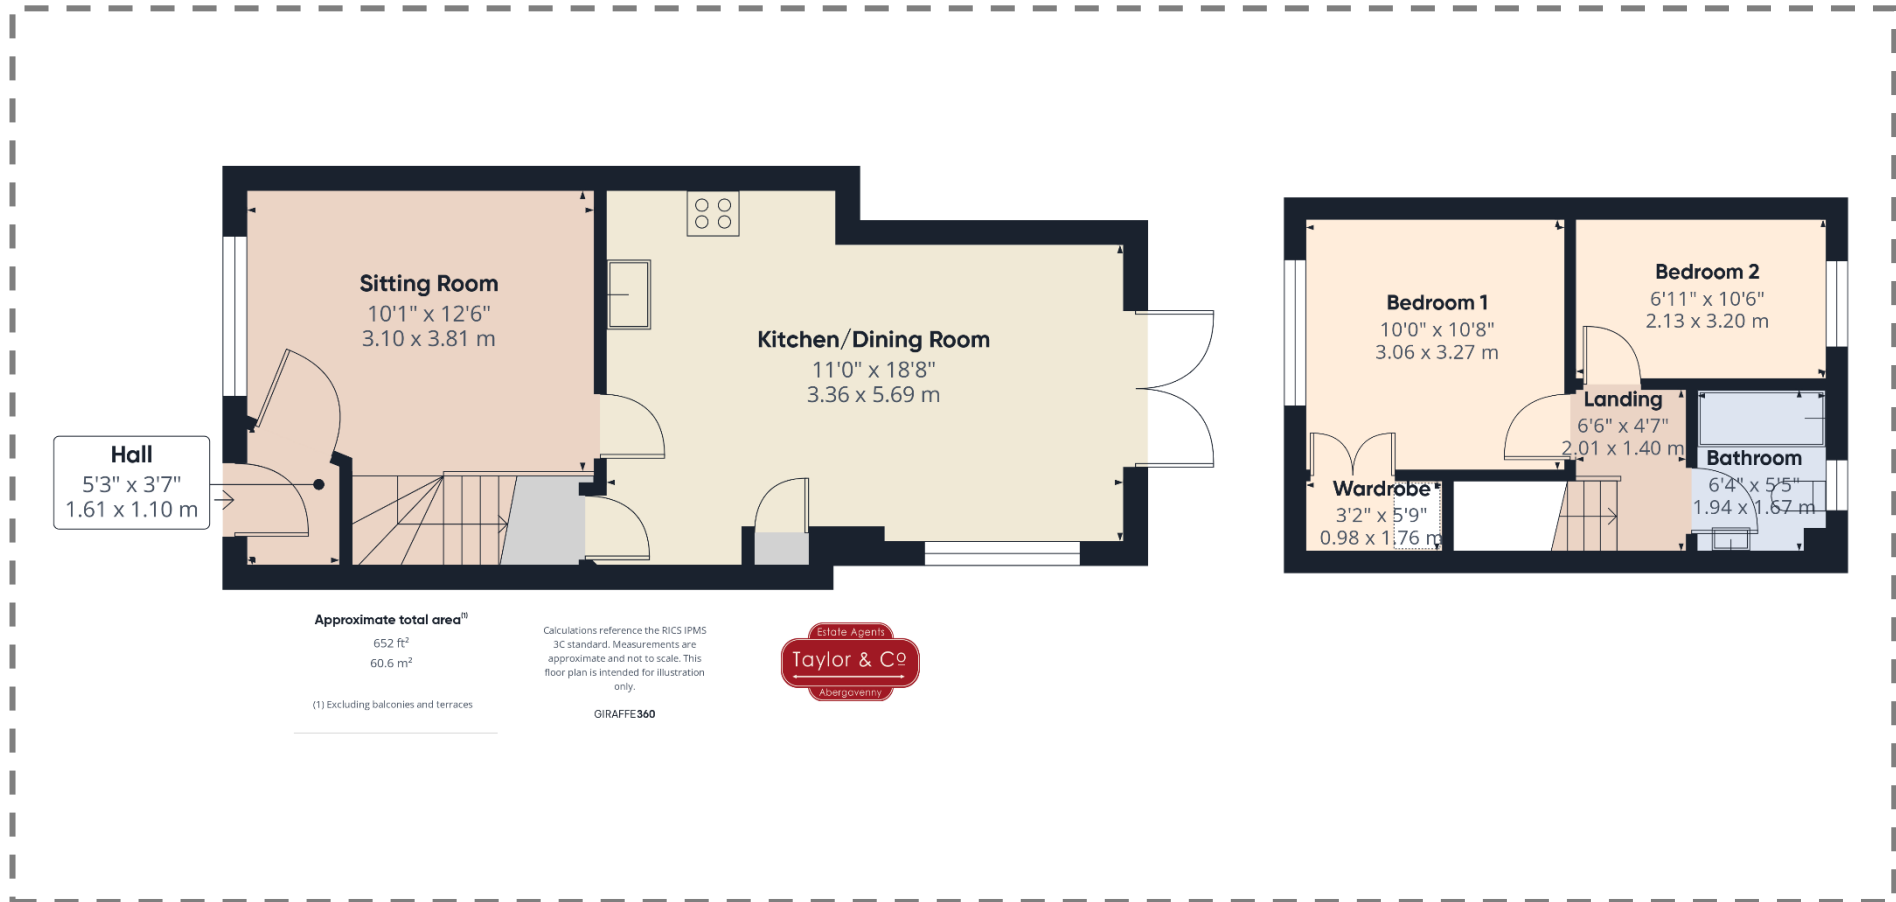 Sitting Room
10'1" x 12'6"
3.10 x 3.81 m
Kitchen/Dining Room
11'0" x 18'8"
3.36 x 5.69 m
Hall
5'3" x 3'7"
1.61 x 1.10 m
Bedroom 1
10'0" x 10'8"
3.06 x 3.27 m
Bedroom 2
6'11" x 10'6"
2.13 x 3.20 m
Landing
6'6" x 4'7"
2.01 x 1.40 m
Bathroom
6'4" x 5'5"
1.94 x 1.67 m
Wardrobe
3'2" x 5'9"
0.98 x 1.76 m
Approximate total area(1)
652 ft²
60.6 m²
(1) Excluding balconies and terraces
Calculations reference the RICS IPMS
3C standard. Measurements are
approximate and not to scale. This
floor plan is intended for illustration
only.
GIRAFFE360
Estate Agents
Taylor & Co
Abergavenny